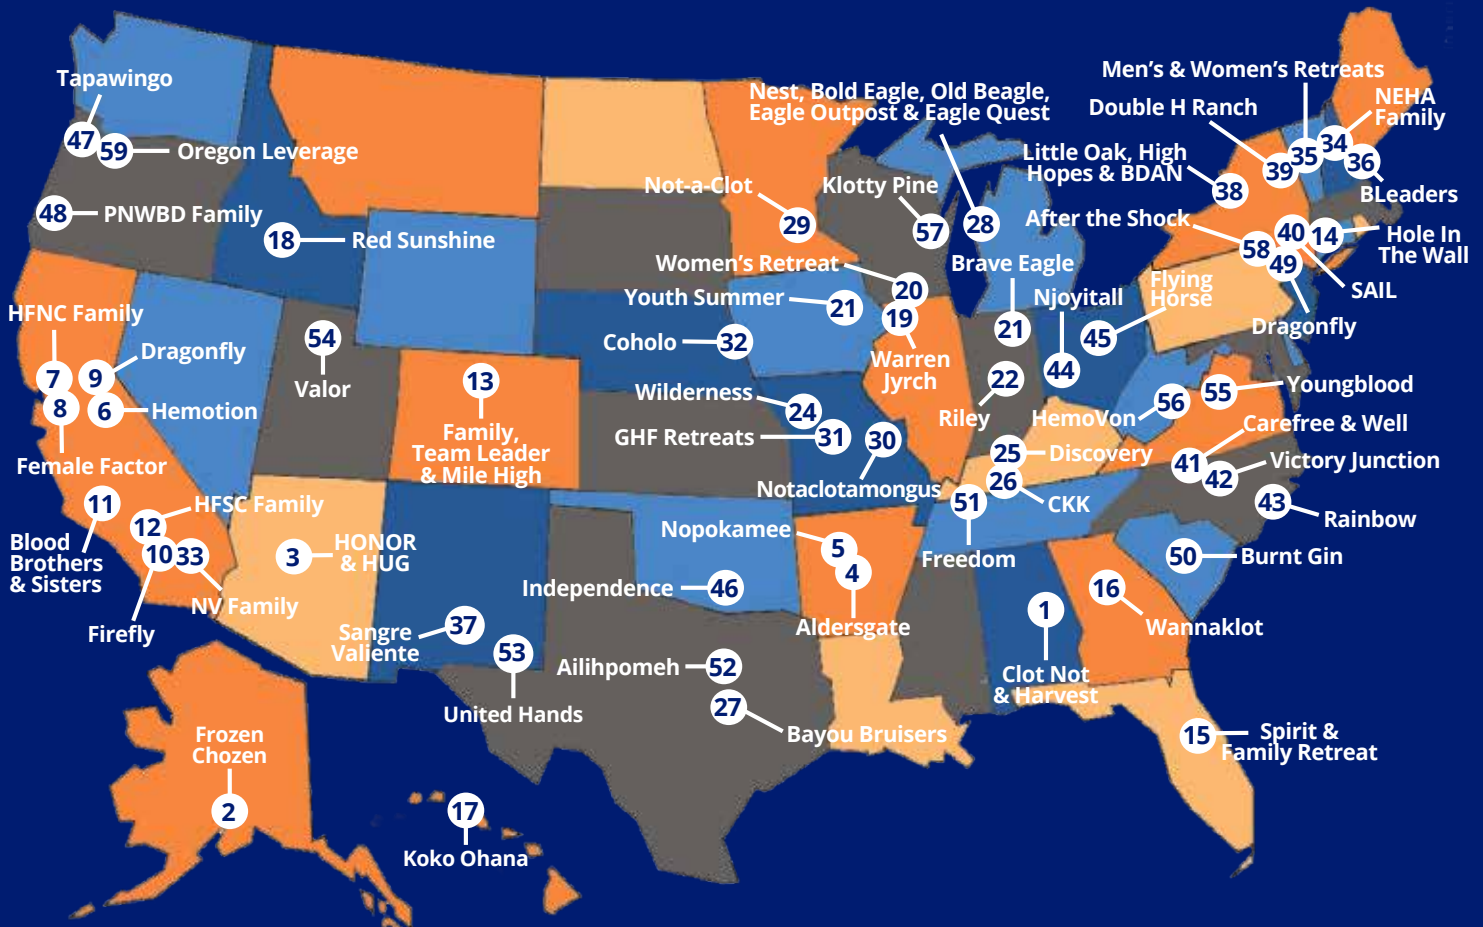 Tapawingo
47
59
Oregon Leverage
48
PNWBD Family
18
Red Sunshine
HFNC Family
7
9
Dragonfly
8
6
Hemotion
Female Factor
11
Blood
Brothers
& Sisters
12
HFSC Family
10
33
NV Family
Firefly
54
Valor
3
HONOR
& HUG
13
Family,
Team Leader
& Mile High
Sangre
Valiente
37
53
United Hands
Frozen
Chozen
2
17
Koko Ohana
Nest, Bold Eagle, Old Beagle,
Eagle Outpost & Eagle Quest
28
Not-a-Clot
29
Klotty Pine
57
Women's Retreat
20
Youth Summer
21
19
Warren
Jyrch
Coholo
32
Wilderness
24
GHF Retreats
31
30
Notaclotamongus
Brave Eagle
21
22
Riley
Njoyitall
44
Flying
Horse
45
HemoVon
56
25
Discovery
26
CKK
51
Freedom
Nopokamee
5
4
Aldersgate
Independence
46
Ailihpomeh
52
27
Bayou Bruisers
1
Clot Not
& Harvest
16
Wannaklot
15
Spirit &
Family Retreat
50
Burnt Gin
43
Rainbow
42
Victory Junction
41
Carefree & Well
55
Youngblood
Men's & Women's Retreats
35
Double H Ranch
39
NEHA
Family
34
36
BLeaders
Little Oak, High
Hopes & BDAN
38
After the Shock
58
40
SAIL
14
Hole In
The Wall
49
Dragonfly